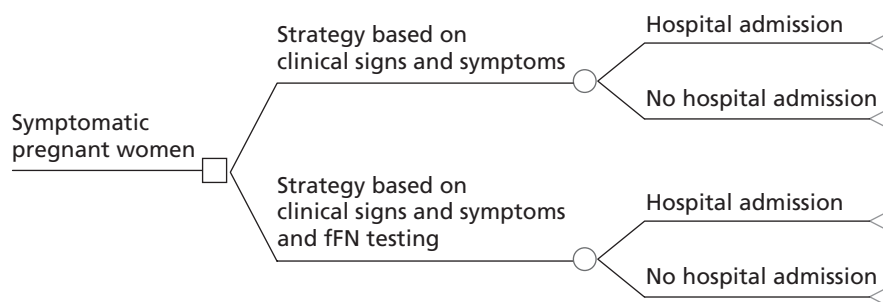 Symptomatic
pregnant women
Strategy based on
clinical signs and symptoms
Hospital admission
No hospital admission
Strategy based on
clinical signs and symptoms
and fFN testing
Hospital admission
No hospital admission